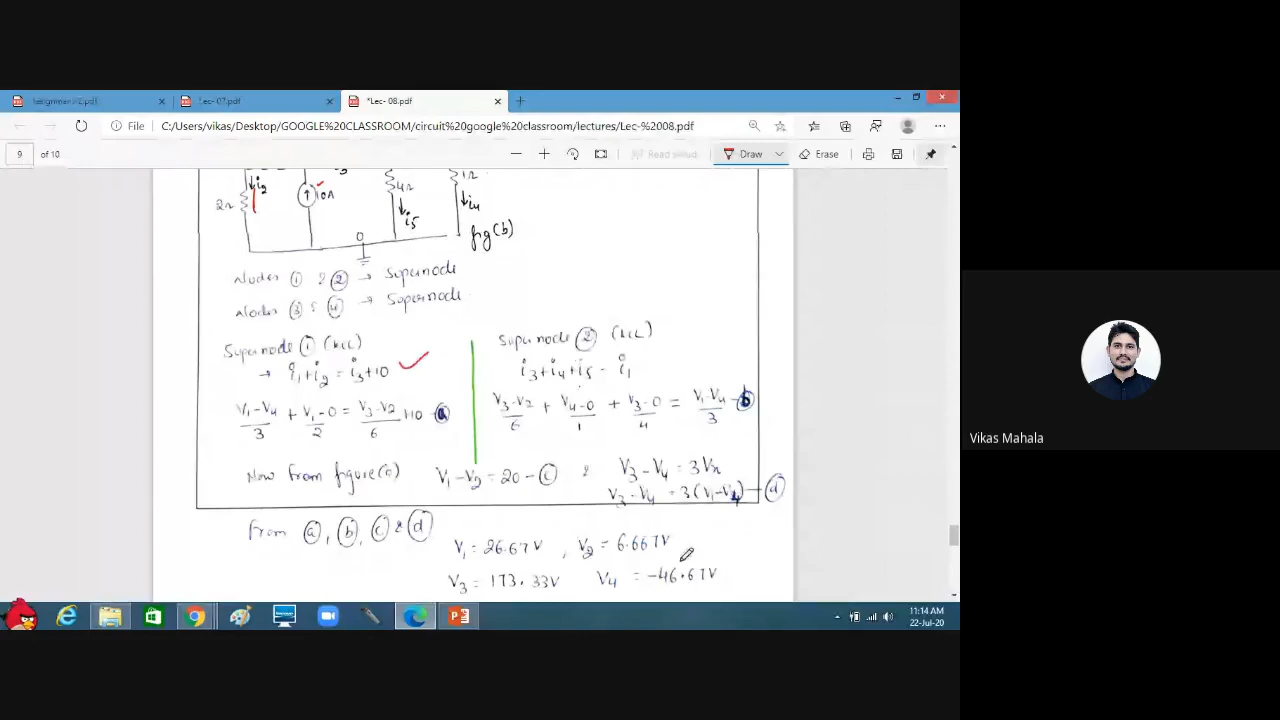 Lec- 07.pdf
*Lec- 08.pdf
File C:/Users/vikas/Desktop/GOOGLE%20CLASSROOM/circuit%20google%20classroom/lectures/Lec-%2008.pdf
9 of 10
Draw
Erase
i2
2Ω
10A
4Ω
i5
1Ω
i4
0
fig(b)
Nodes 1 & 2 → Supernode
Nodes 3 & 4 → Supernode
Supernode 1 (KCL)
→ i1+i2 = i3+10
V1-V4/3 + V1-0/2 = V3-V2/6 +10 - a
Supernode 2 (KCL)
i3+i4+i5 = i1
V3-V2/6 + V4-0/1 + V3-0/4 = V1-V4/3 - b
Now from figure(a) V1-V2 = 20 - c & V3-V4 = 3Vx
V3-V4 = 3(V1-V4) - d
From a, b, c & d
V1 = 26.67V , V2 = 6.667V
V3 = 173.33V V4 = -46.67V
11:14 AM
22-Jul-20
Vikas Mahala